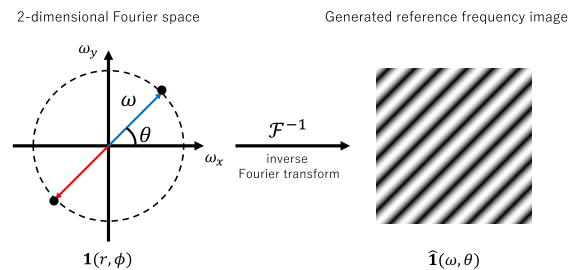 2-dimensional Fourier space
Generated reference frequency image
ω_y
ω
θ
ω_x
ℱ⁻¹
inverse
Fourier transform
𝟏(r, ϕ)
𝟏̂(ω, θ)